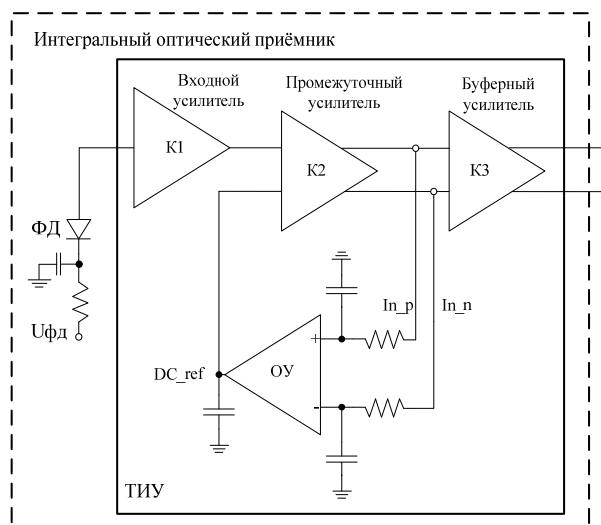 Интегральный оптический приёмник
Входной
усилитель
Промежуточный
усилитель
Буферный
усилитель
К1
К2
К3
ФД
Uфд
In_p
In_n
DC_ref
ОУ
+
-
ТИУ